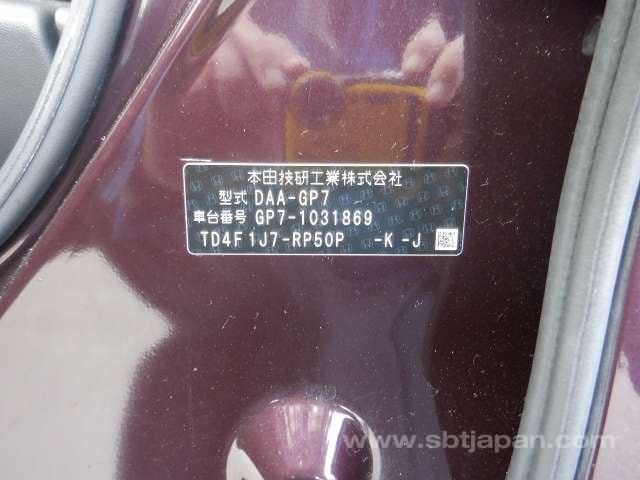 本田技研工業株式会社
型式 DAA-GP7
車台番号 GP7-1031869
TD4F1J7-RP50P -K -J
www.sbtjapan.com